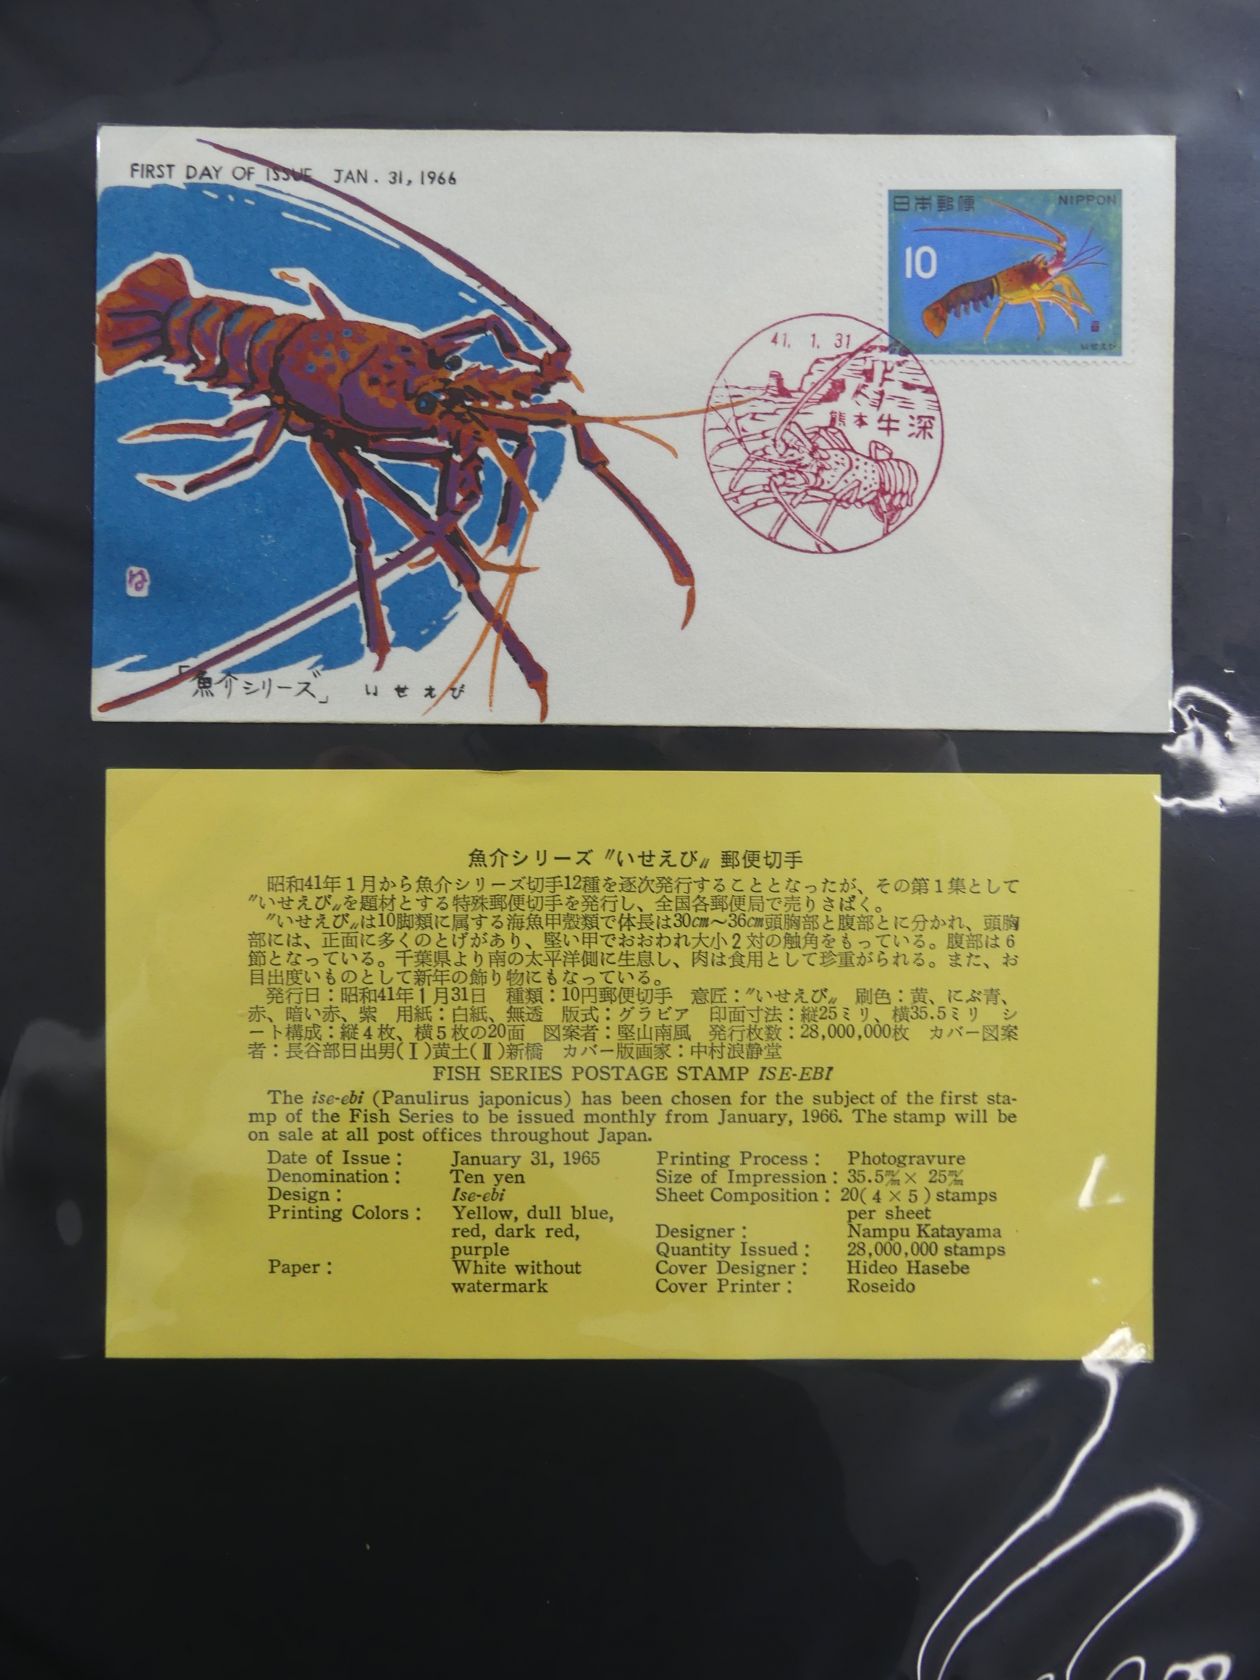 FIRST DAY OF ISSUE JAN. 31, 1966
日本郵便 NIPPON
10
いせえび
41. 1. 31
熊本 牛深
「魚介シリーズ」 いせえび
魚介シリーズ〝いせえび〟郵便切手
昭和41年1月から魚介シリーズ切手12種を逐次発行することとなったが、その第1集として
〝いせえび〟を題材とする特殊郵便切手を発行し、全国各郵便局で売りさばく。
〝いせえび〟は10脚類に属する海魚甲殻類で体長は30㎝~36㎝頭胸部と腹部とに分かれ、頭胸
部には、正面に多くのとげがあり、堅い甲でおおわれ大小2対の触角をもっている。腹部は6
節となっている。千葉県より南の太平洋側に生息し、肉は食用として珍重がられる。また、お
目出度いものとして新年の飾り物にもなっている。
発行日:昭和41年1月31日 種類:10円郵便切手 意匠:〝いせえび〟 刷色:黄、にぶ青、
赤、暗い赤、紫 用紙:白紙、無透 版式:グラビア 印面寸法:縦25ミリ、横35.5ミリ シ
ート構成:縦4枚、横5枚の20面 図案者:堅山南風 発行枚数:28,000,000枚 カバー図案
者:長谷部日出男(Ⅰ)黄土(Ⅱ)新橋 カバー版画家:中村浪静堂
FISH SERIES POSTAGE STAMP ISE-EBI
The ise-ebi (Panulirus japonicus) has been chosen for the subject of the first sta-
mp of the Fish Series to be issued monthly from January, 1966. The stamp will be
on sale at all post offices throughout Japan.
Date of Issue: January 31, 1965 Printing Process: Photogravure
Denomination: Ten yen Size of Impression: 35.5㎜ × 25㎜
Design: Ise-ebi Sheet Composition: 20(4×5) stamps
Printing Colors: Yellow, dull blue, per sheet
red, dark red, Designer: Nampu Katayama
purple Quantity Issued: 28,000,000 stamps
Paper: White without Cover Designer: Hideo Hasebe
watermark Cover Printer: Roseido